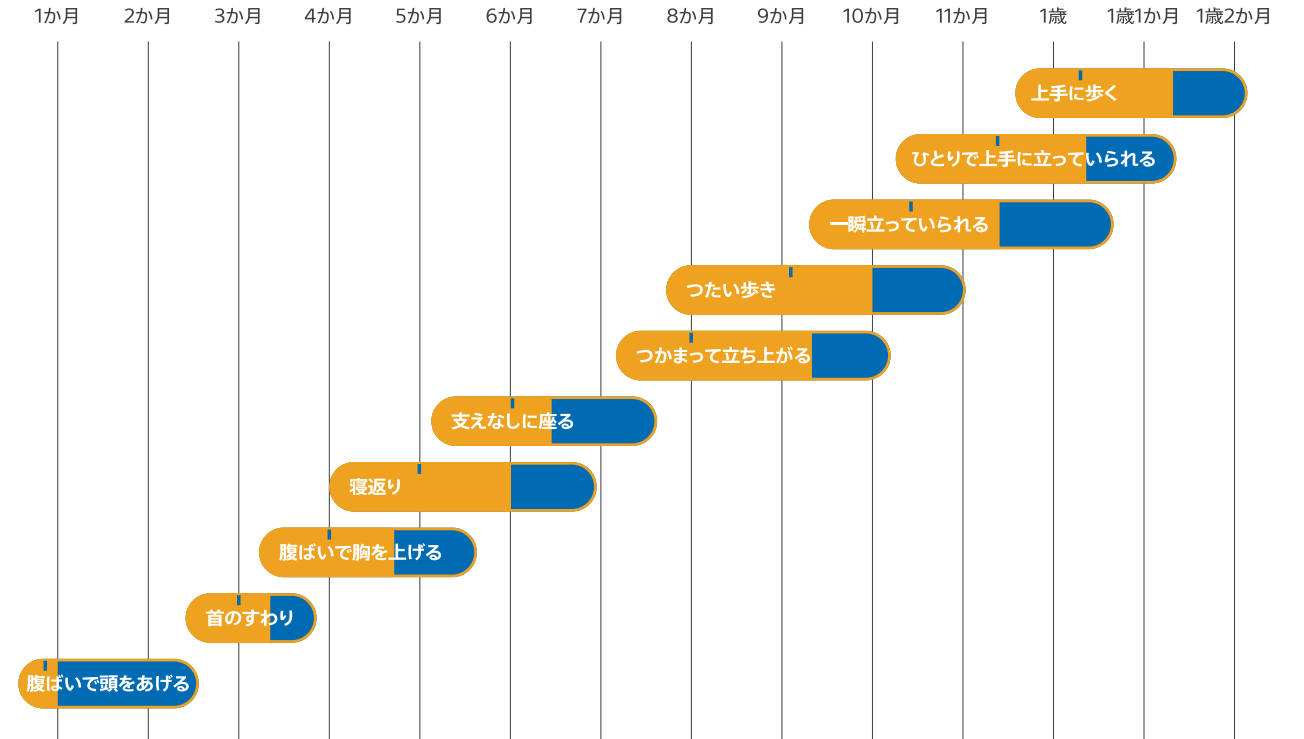 1か月 2か月 3か月 4か月 5か月 6か月 7か月 8か月 9か月 10か月 11か月 1歳 1歳1か月 1歳2か月
上手に歩く
ひとりで上手に立っていられる
一瞬立っていられる
つたい歩き
つかまって立ち上がる
支えなしに座る
寝返り
腹ばいで胸を上げる
首のすわり
腹ばいで頭をあげる